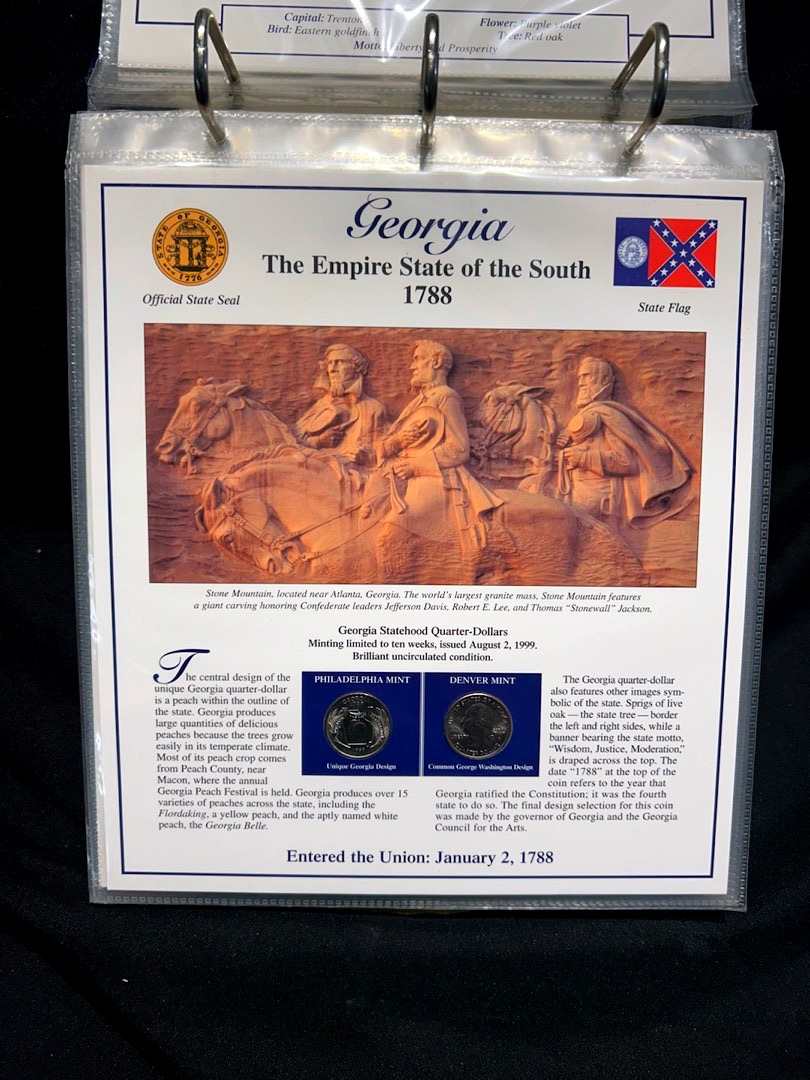 Capital: Trenton
Flower: Purple violet
Bird: Eastern goldfinch
Tree: Red oak
Motto: Liberty and Prosperity
Georgia
The Empire State of the South
1788
STATE OF GEORGIA
1776
Official State Seal
State Flag
Stone Mountain, located near Atlanta, Georgia. The world's largest granite mass, Stone Mountain features
a giant carving honoring Confederate leaders Jefferson Davis, Robert E. Lee, and Thomas "Stonewall" Jackson.
Georgia Statehood Quarter-Dollars
Minting limited to ten weeks, issued August 2, 1999.
Brilliant uncirculated condition.
The central design of the
unique Georgia quarter-dollar
is a peach within the outline of
the state. Georgia produces
large quantities of delicious
peaches because the trees grow
easily in its temperate climate.
Most of its peach crop comes
from Peach County, near
Macon, where the annual
Georgia Peach Festival is held. Georgia produces over 15
varieties of peaches across the state, including the
Flordaking, a yellow peach, and the aptly named white
peach, the Georgia Belle.
PHILADELPHIA MINT
Unique Georgia Design
DENVER MINT
Common George Washington Design
The Georgia quarter-dollar
also features other images sym-
bolic of the state. Sprigs of live
oak — the state tree — border
the left and right sides, while a
banner bearing the state motto,
"Wisdom, Justice, Moderation,"
is draped across the top. The
date "1788" at the top of the
coin refers to the year that
Georgia ratified the Constitution; it was the fourth
state to do so. The final design selection for this coin
was made by the governor of Georgia and the Georgia
Council for the Arts.
Entered the Union: January 2, 1788